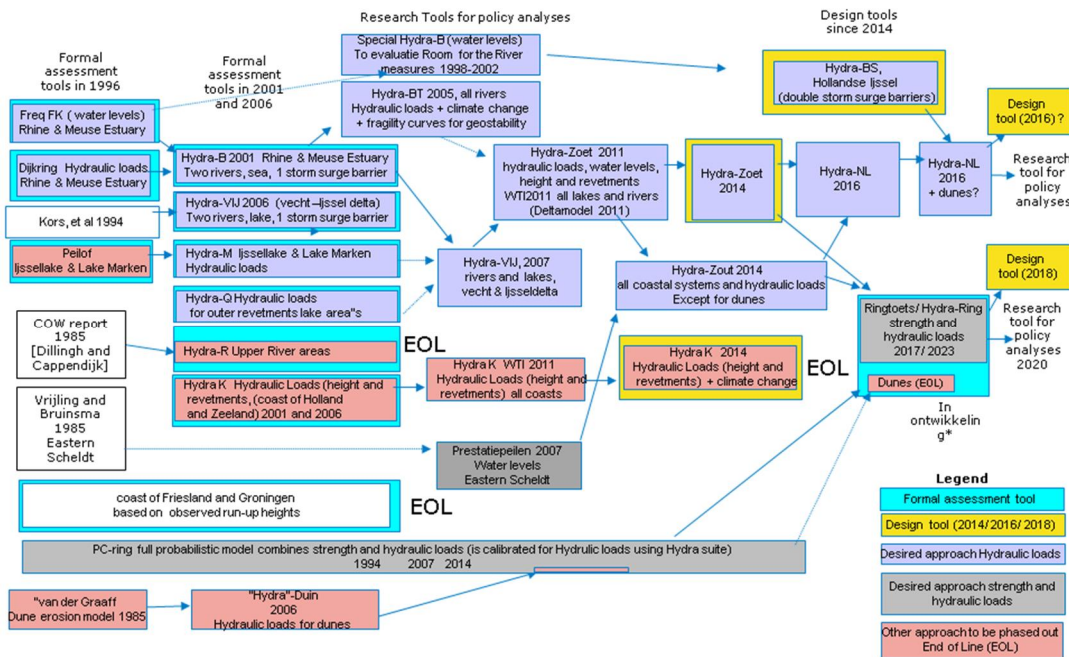 Research Tools for policy analyses
Design tools
since 2014
Formal
assessment
tools in 1996
Formal
assessment
tools in 2001
and 2006
Special Hydra-B (water levels)
To evaluatie Room for the River
measures 1998-2002
Hydra-BT 2005, all rivers
Hydraulic loads + climate change
+ fragility curves for geostability
Hydra-BS,
Hollandse Ijssel
(double storm surge barriers)
Design
tool (2016) ?
Freq FK ( water levels)
Rhine & Meuse Estuary
Dijkring Hydraulic loads
Rhine & Meuse Estuary
Kors, et al 1994
Peilof
Ijssellake & Lake Marken
Hydra-B 2001 Rhine & Meuse Estuary
Two rivers, sea, 1 storm surge barrier
Hydra-VIJ 2006 (vecht –ijssel delta)
Two rivers, lake, 1 storm surge barrier
Hydra-M Ijssellake & Lake Marken
Hydraulic loads
Hydra-Q Hydraulic loads
for outer revetments lake area"s
Hydra-Zoet 2011
hydraulic loads, water levels,
height and revetments
WTI2011 all lakes and rivers
(Deltamodel 2011)
Hydra-Zoet
2014
Hydra-NL
2016
Hydra-NL
2016
+ dunes?
Research
tool for
policy
analyses
Hydra-VIJ, 2007
rivers and lakes,
vecht & Ijsseldelta
Hydra-Zout 2014
all coastal systems and hydraulic loads
Except for dunes
Design
tool (2018)
COW report
1985
[Dillingh and
Cappendijk]
EOL
Hydra-R Upper River areas
Hydra K Hydraulic Loads (height and
revetments, (coast of Holland
and Zeeland) 2001 and 2006
Hydra K WTI 2011
Hydraulic Loads (height and
revetments) all coasts
Hydra K 2014
Hydraulic Loads (height and
revetments) + climate change
EOL
Ringtoets/ Hydra-Ring
strength and
hydraulic loads
2017/ 2023
Dunes (EOL)
Research
tool for
policy
analyses
2020
In
ontwikkelin
g*
Vrijling and
Bruinsma
1985
Eastern
Scheldt
Prestatiepeilen 2007
Water levels
Eastern Scheldt
coast of Friesland and Groningen
based on observed run-up heights
EOL
PC-ring full probabilistic model combines strength and hydraulic loads (is calibrated for Hydrulic loads using Hydra suite)
1994 2007 2014
"van der Graaff
Dune erosion model 1985
"Hydra"-Duin
2006
Hydraulic loads for dunes
Legend
Formal assessment tool
Design tool (2014/ 2016/ 2018)
Desired approach Hydraulic loads
Desired approach strength and
hydraulic loads
Other approach to be phased out
End of Line (EOL)